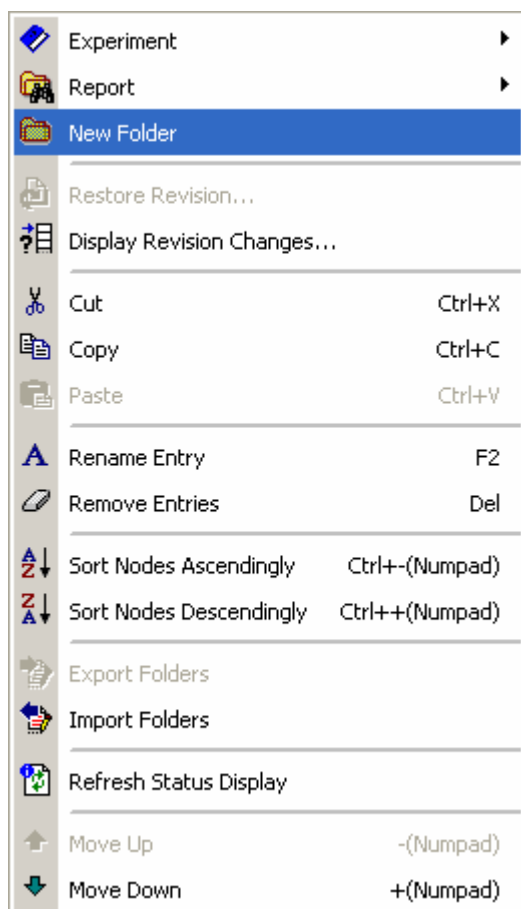 Experiment
Report
New Folder
Restore Revision...
Display Revision Changes...
Cut Ctrl+X
Copy Ctrl+C
Paste Ctrl+V
Rename Entry F2
Remove Entries Del
Sort Nodes Ascendingly Ctrl+-(Numpad)
Sort Nodes Descendingly Ctrl++(Numpad)
Export Folders
Import Folders
Refresh Status Display
Move Up -(Numpad)
Move Down +(Numpad)